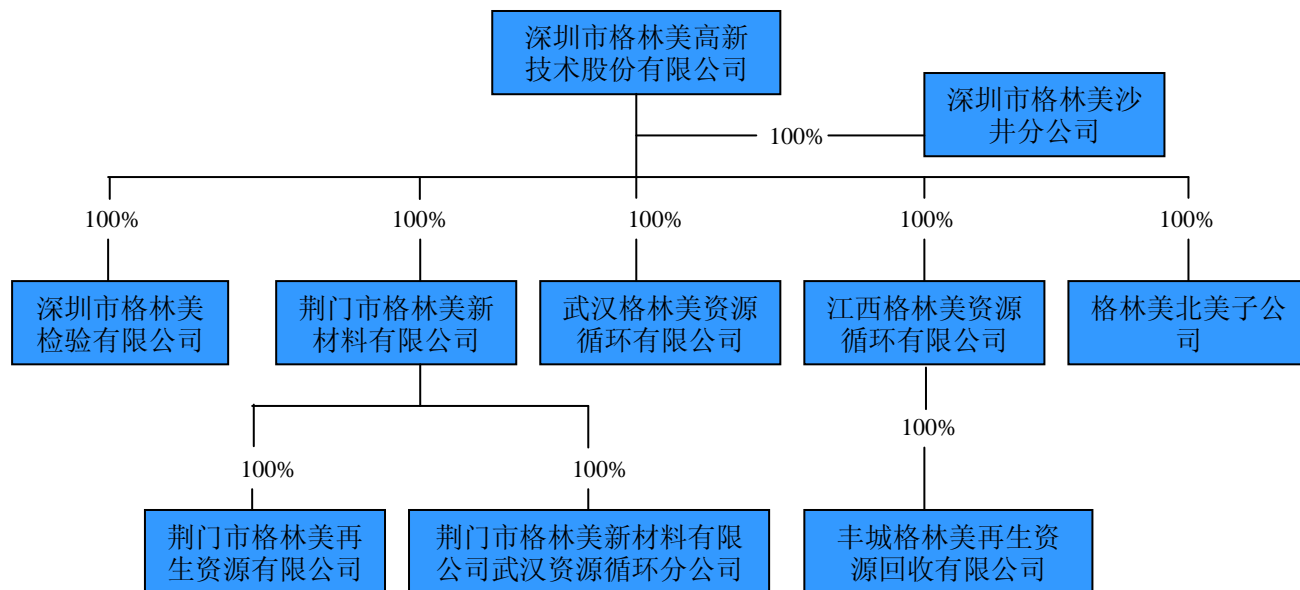 深圳市格林美高新
技术股份有限公司
深圳市格林美沙
井分公司
100%
100%
100%
100%
100%
100%
深圳市格林美
检验有限公司
荆门市格林美新
材料有限公司
武汉格林美资源
循环有限公司
江西格林美资源
循环有限公司
格林美北美子公
司
100%
100%
100%
荆门市格林美再
生资源有限公司
荆门市格林美新材料有限
公司武汉资源循环分公司
丰城格林美再生资
源回收有限公司